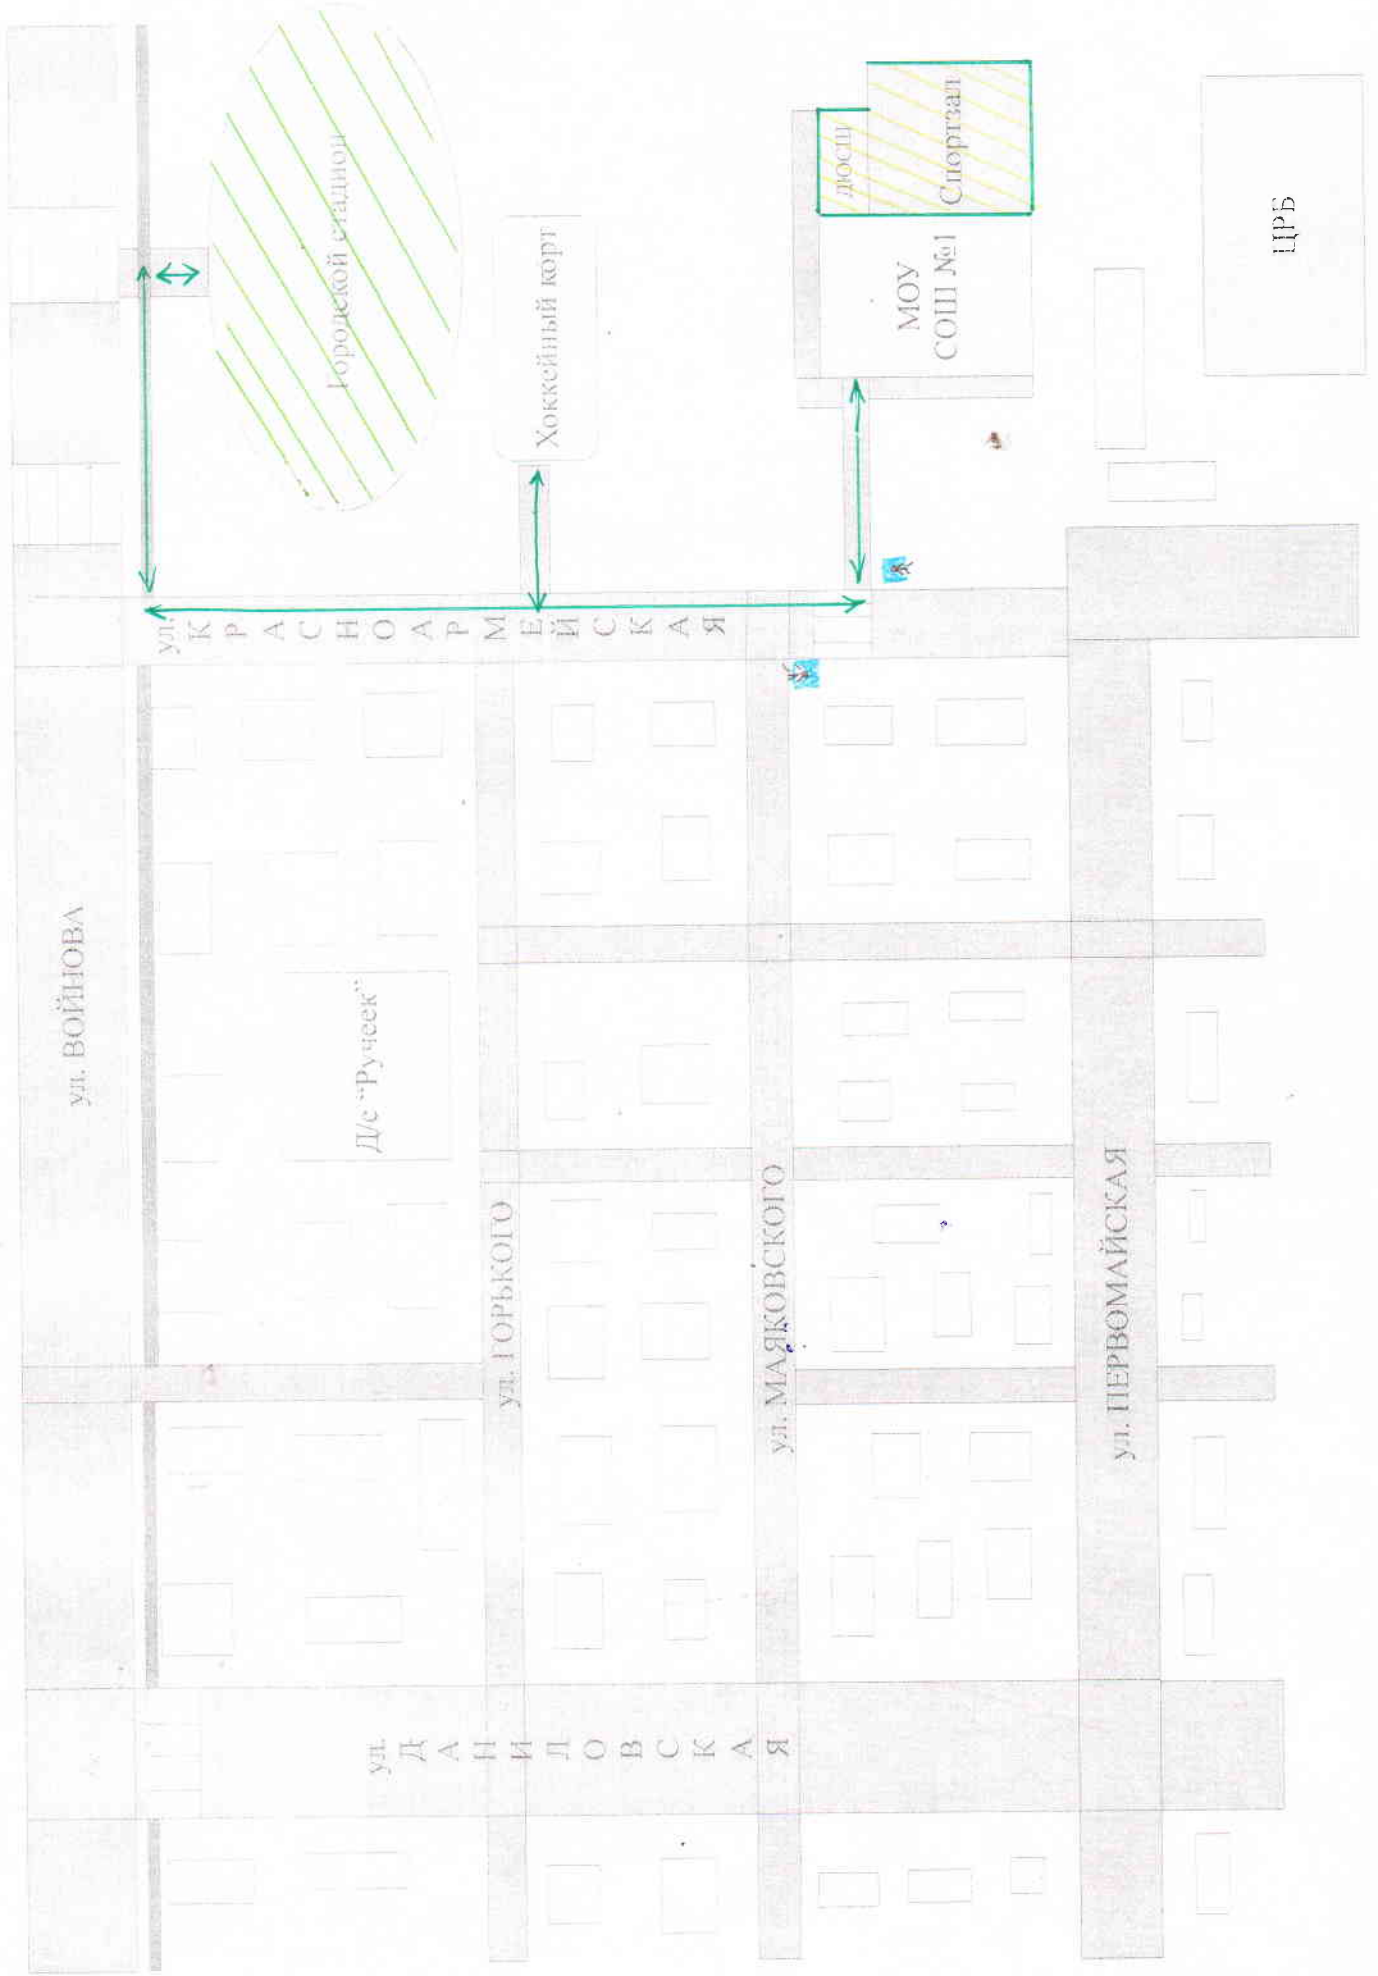 ул. ВОЙНОВА
ул. КРАСНОАРМЕЙСКАЯ
Городской стадион
Хоккейный корт
ДЮСШ
Спортзал
МОУ
СОШ №1
ЦРБ
Д/с “Ручеек”
ул. ГОРЬКОГО
ул. МАЯКОВСКОГО
ул. ПЕРВОМАЙСКАЯ
ул. ДАНИЛОВСКАЯ